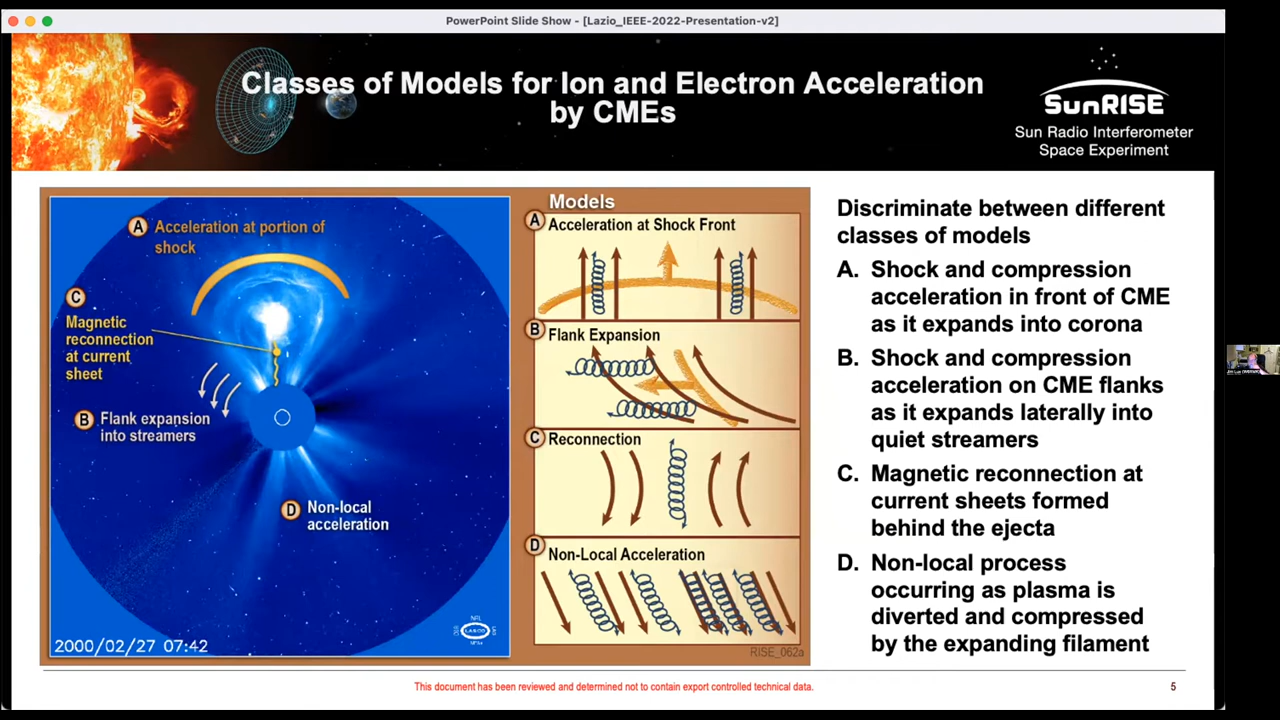 PowerPoint Slide Show - [Lazio_IEEE-2022-Presentation-v2]
Classes of Models for Ion and Electron Acceleration
by CMEs
SunRISE
Sun Radio Interferometer
Space Experiment
A Acceleration at portion of
shock
C
Magnetic
reconnection
at current
sheet
B Flank expansion
into streamers
D Non-local
acceleration
2000/02/27 07:42
LASCO
Models
A Acceleration at Shock Front
B Flank Expansion
C Reconnection
D Non-Local Acceleration
RISE_062a
Discriminate between different
classes of models
A. Shock and compression
acceleration in front of CME
as it expands into corona
B. Shock and compression
acceleration on CME flanks
as it expands laterally into
quiet streamers
C. Magnetic reconnection at
current sheets formed
behind the ejecta
D. Non-local process
occurring as plasma is
diverted and compressed
by the expanding filament
This document has been reviewed and determined not to contain export controlled technical data.
5